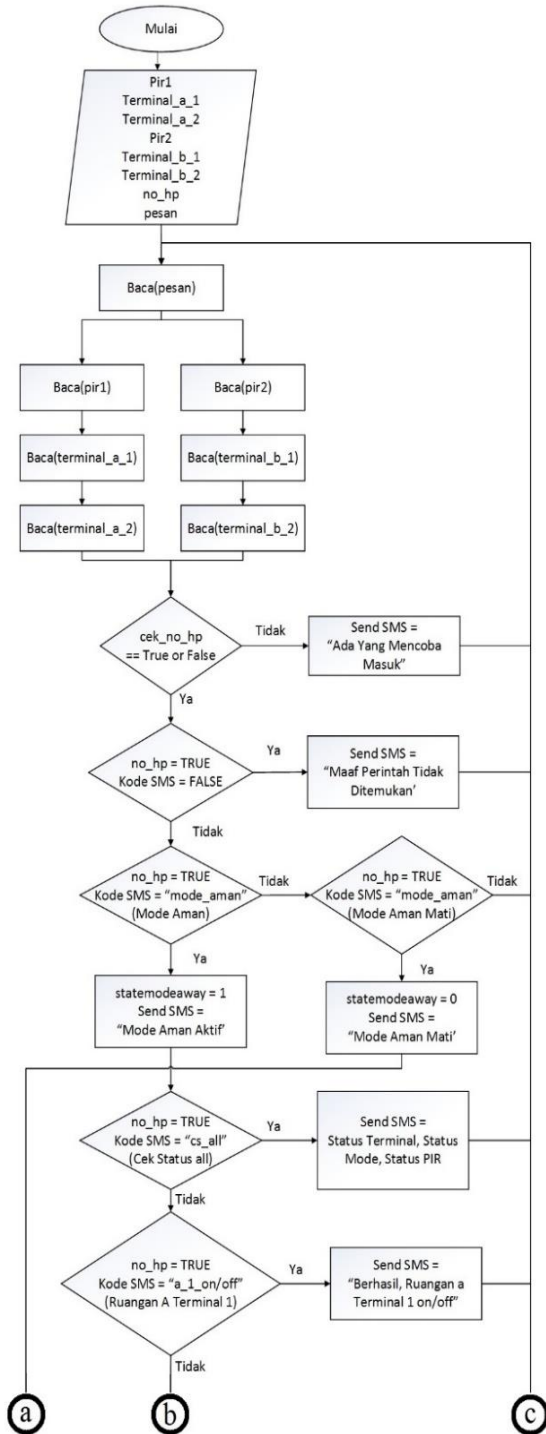 Mulai
Pir1
Terminal_a_1
Terminal_a_2
Pir2
Terminal_b_1
Terminal_b_2
no_hp
pesan
Baca(pesan)
Baca(pir1)
Baca(pir2)
Baca(terminal_a_1)
Baca(terminal_b_1)
Baca(terminal_a_2)
Baca(terminal_b_2)
cek_no_hp
== True or False
Tidak
Send SMS =
“Ada Yang Mencoba
Masuk”
Ya
no_hp = TRUE
Kode SMS = FALSE
Ya
Send SMS =
“Maaf Perintah Tidak
Ditemukan’
Tidak
no_hp = TRUE
Kode SMS = “mode_aman”
(Mode Aman)
Tidak
no_hp = TRUE
Kode SMS = “mode_aman”
(Mode Aman Mati)
Tidak
Ya
Ya
statemodeaway = 1
Send SMS =
“Mode Aman Aktif’
statemodeaway = 0
Send SMS =
“Mode Aman Mati’
no_hp = TRUE
Kode SMS = “cs_all”
(Cek Status all)
Ya
Send SMS =
Status Terminal, Status
Mode, Status PIR
Tidak
no_hp = TRUE
Kode SMS = “a_1_on/off”
(Ruangan A Terminal 1)
Ya
Send SMS =
“Berhasil, Ruangan a
Terminal 1 on/off”
Tidak
a
b
c